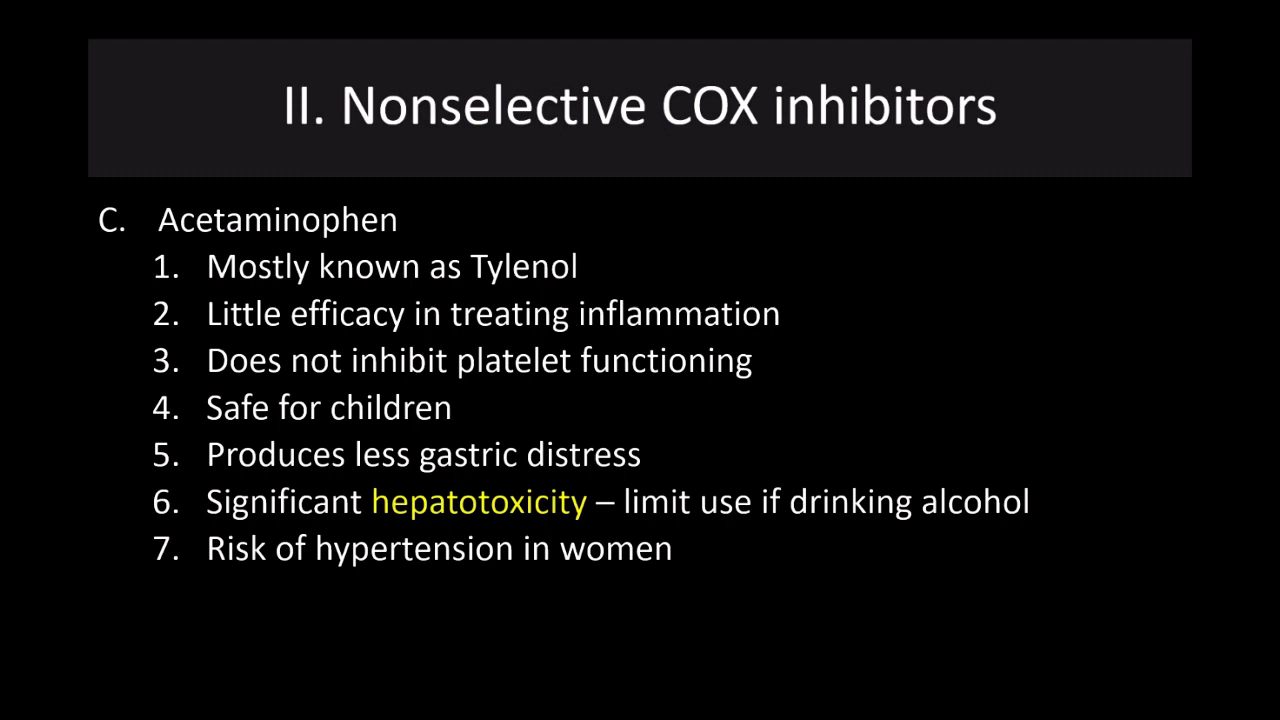 II. Nonselective COX inhibitors
C. Acetaminophen
1. Mostly known as Tylenol
2. Little efficacy in treating inflammation
3. Does not inhibit platelet functioning
4. Safe for children
5. Produces less gastric distress
6. Significant hepatotoxicity – limit use if drinking alcohol
7. Risk of hypertension in women